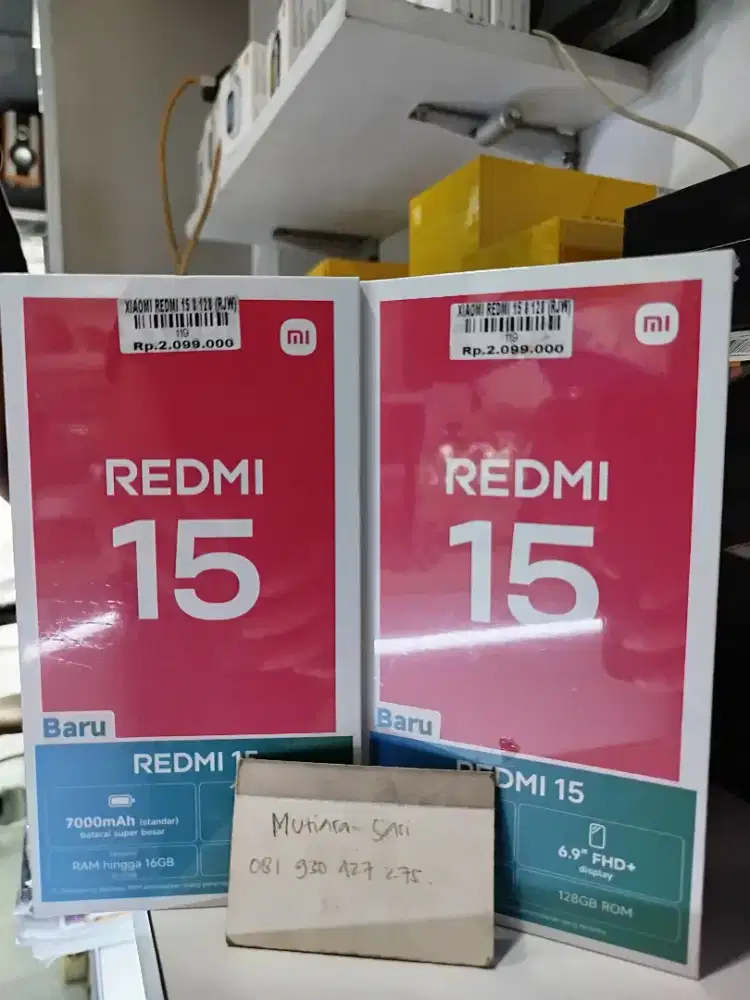 XIAOMI REDMI 15 8 128 (RJW)
119
Rp.2.099.000
mi
REDMI
15
Baru
REDMI 15
7000mAh (standar)
baterai super besar
RAM hingga 16GB
XIAOMI REDMI 15 8 128 (RJW)
119
Rp.2.099.000
mi
REDMI
15
Baru
REDMI 15
6.9" FHD+
display
128GB ROM
Mutiara-Sari
081 930 127 275.